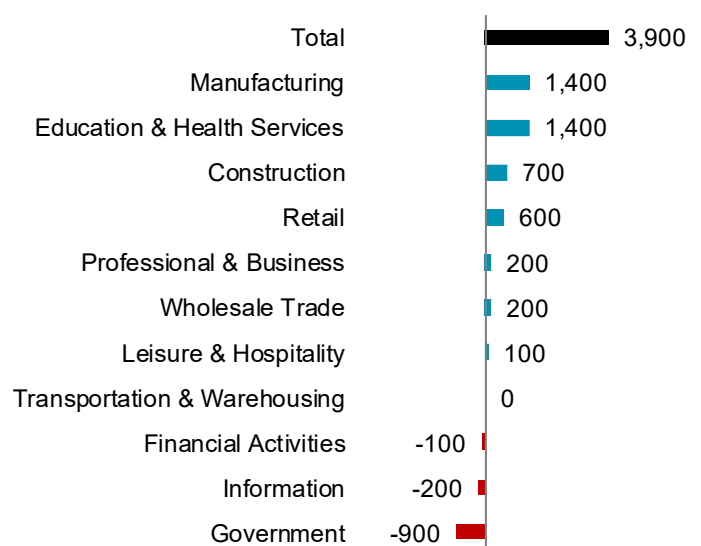 Total 3,900
Manufacturing 1,400
Education & Health Services 1,400
Construction 700
Retail 600
Professional & Business 200
Wholesale Trade 200
Leisure & Hospitality 100
Transportation & Warehousing 0
Financial Activities -100
Information -200
Government -900